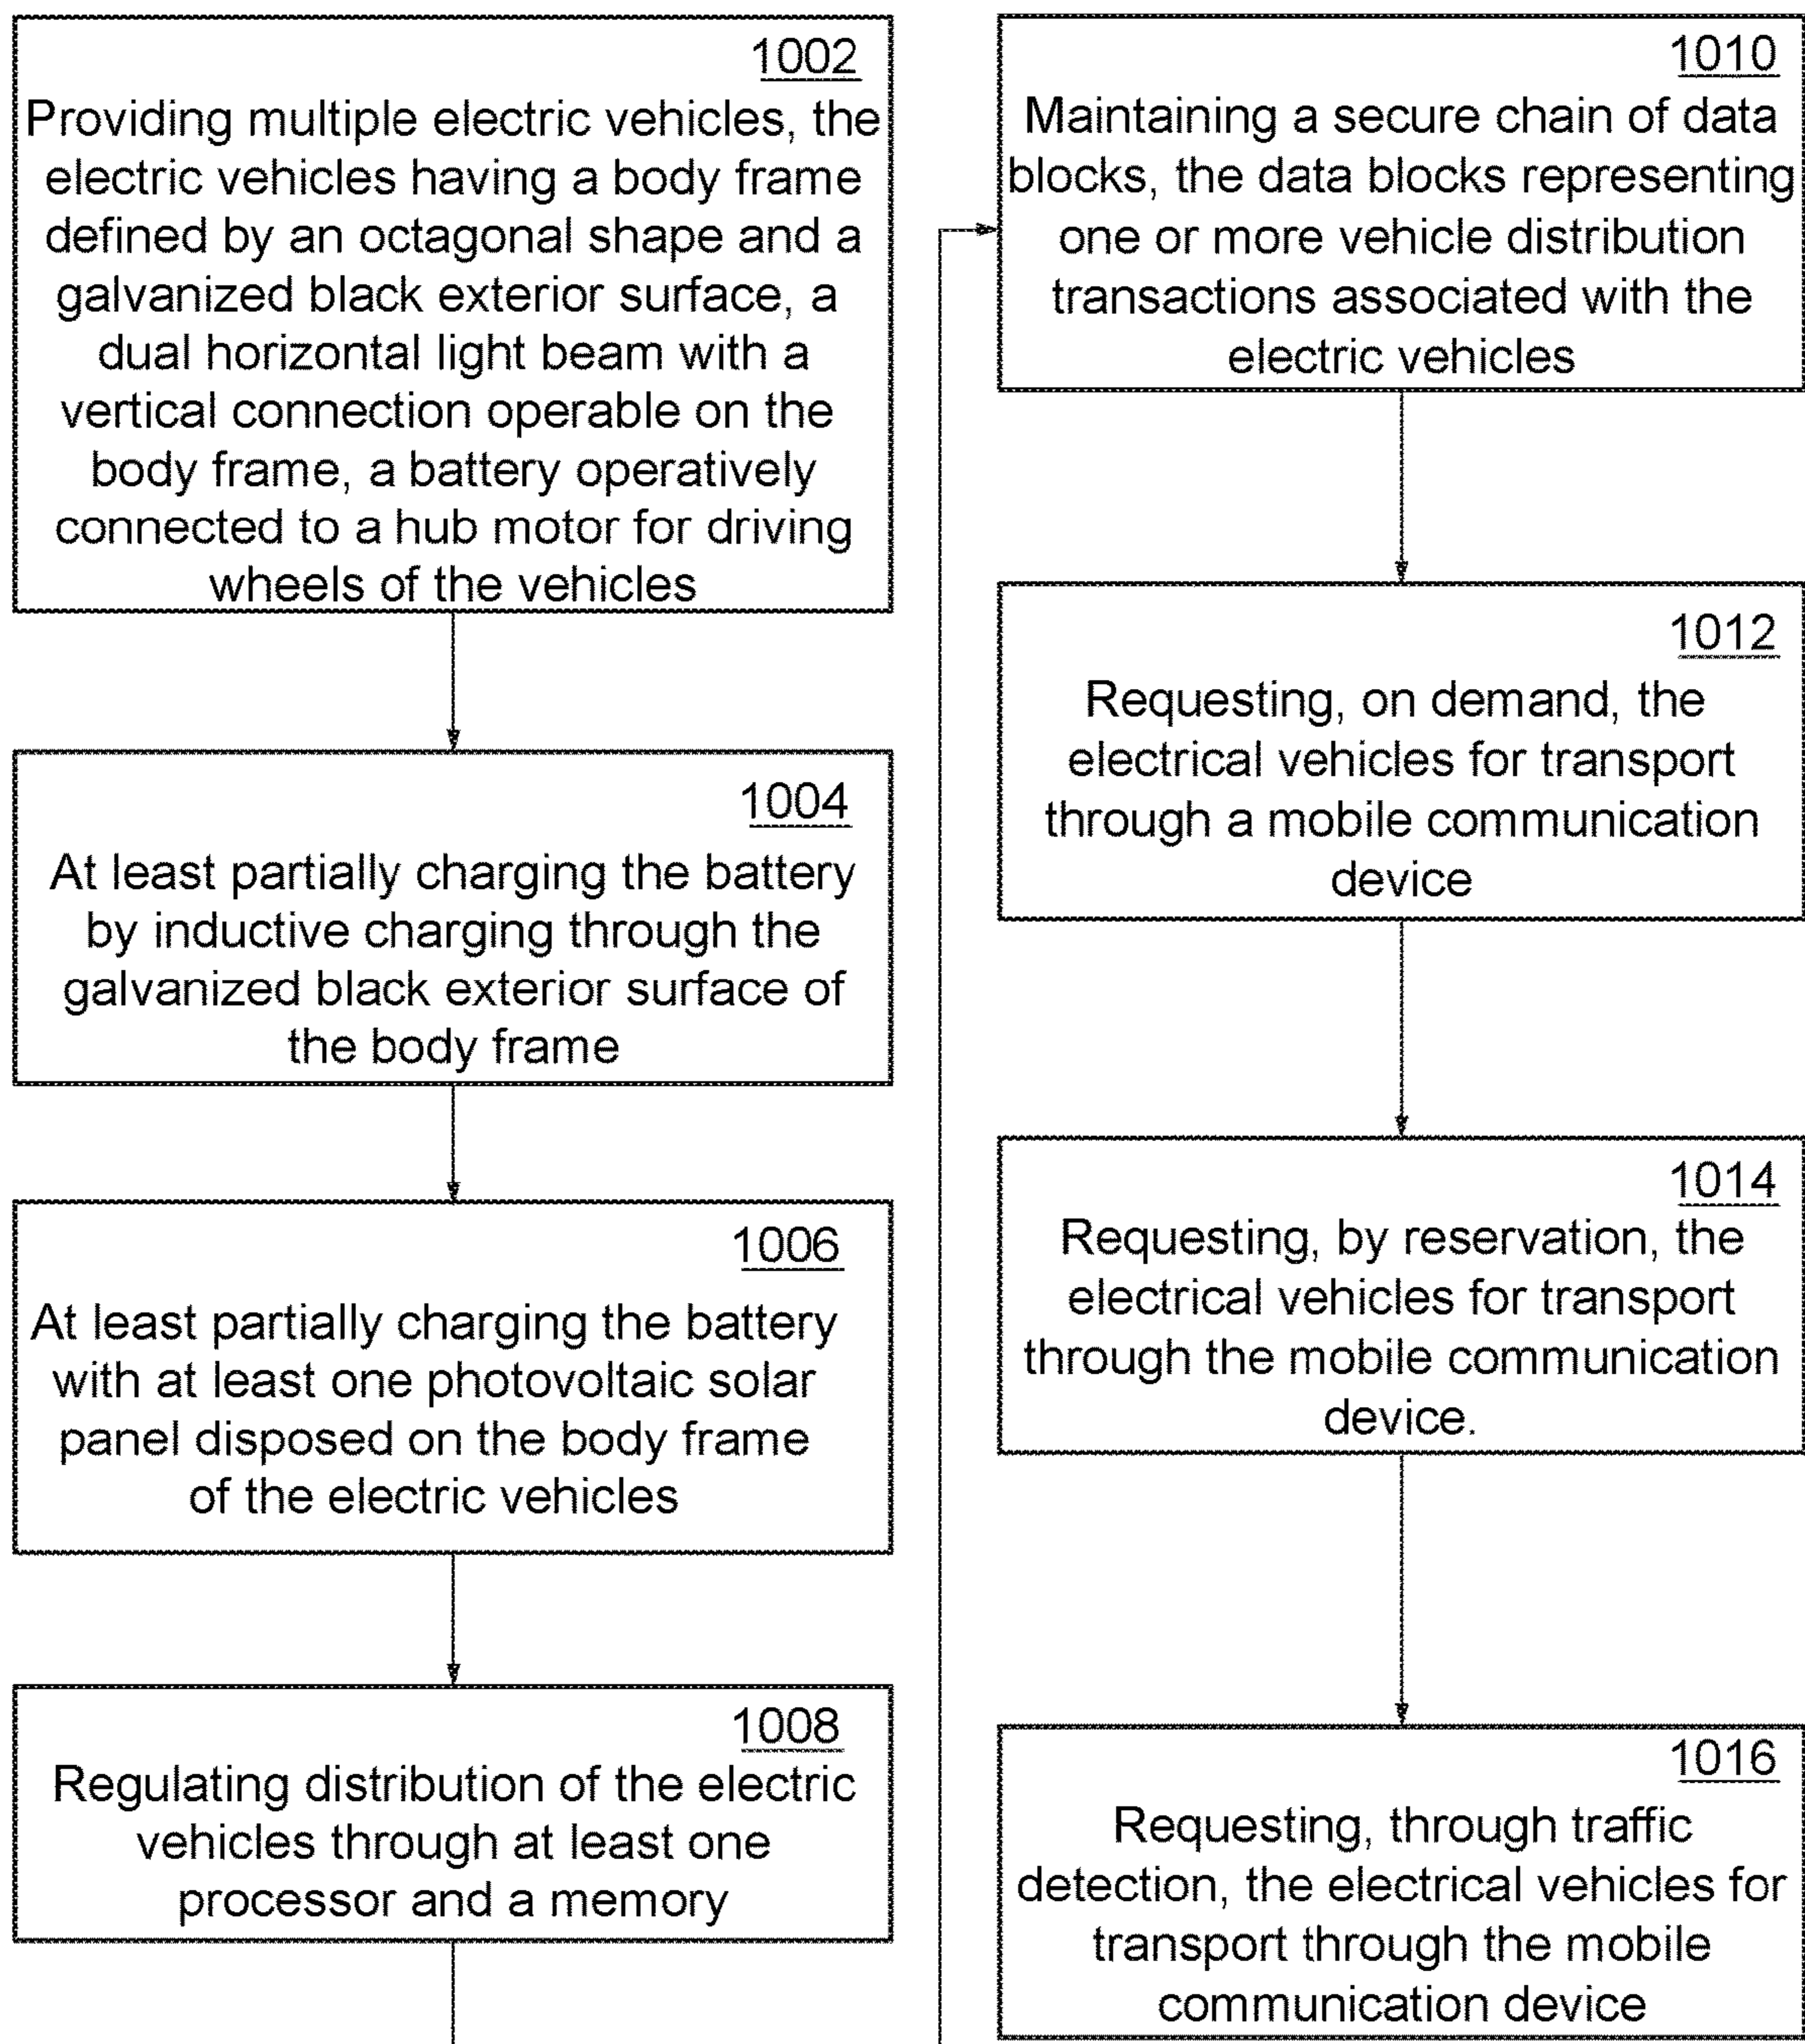 1002
Providing multiple electric vehicles, the
electric vehicles having a body frame
defined by an octagonal shape and a
galvanized black exterior surface, a
dual horizontal light beam with a
vertical connection operable on the
body frame, a battery operatively
connected to a hub motor for driving
wheels of the vehicles
1004
At least partially charging the battery
by inductive charging through the
galvanized black exterior surface of
the body frame
1006
At least partially charging the battery
with at least one photovoltaic solar
panel disposed on the body frame
of the electric vehicles
1008
Regulating distribution of the electric
vehicles through at least one
processor and a memory
1010
Maintaining a secure chain of data
blocks, the data blocks representing
one or more vehicle distribution
transactions associated with the
electric vehicles
1012
Requesting, on demand, the
electrical vehicles for transport
through a mobile communication
device
1014
Requesting, by reservation, the
electrical vehicles for transport
through the mobile communication
device.
1016
Requesting, through traffic
detection, the electrical vehicles for
transport through the mobile
communication device